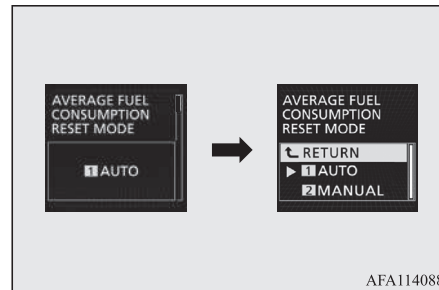 AVERAGE FUEL
CONSUMPTION
RESET MODE
1 AUTO
AVERAGE FUEL
CONSUMPTION
RESET MODE
RETURN
1 AUTO
2 MANUAL
AFA114088